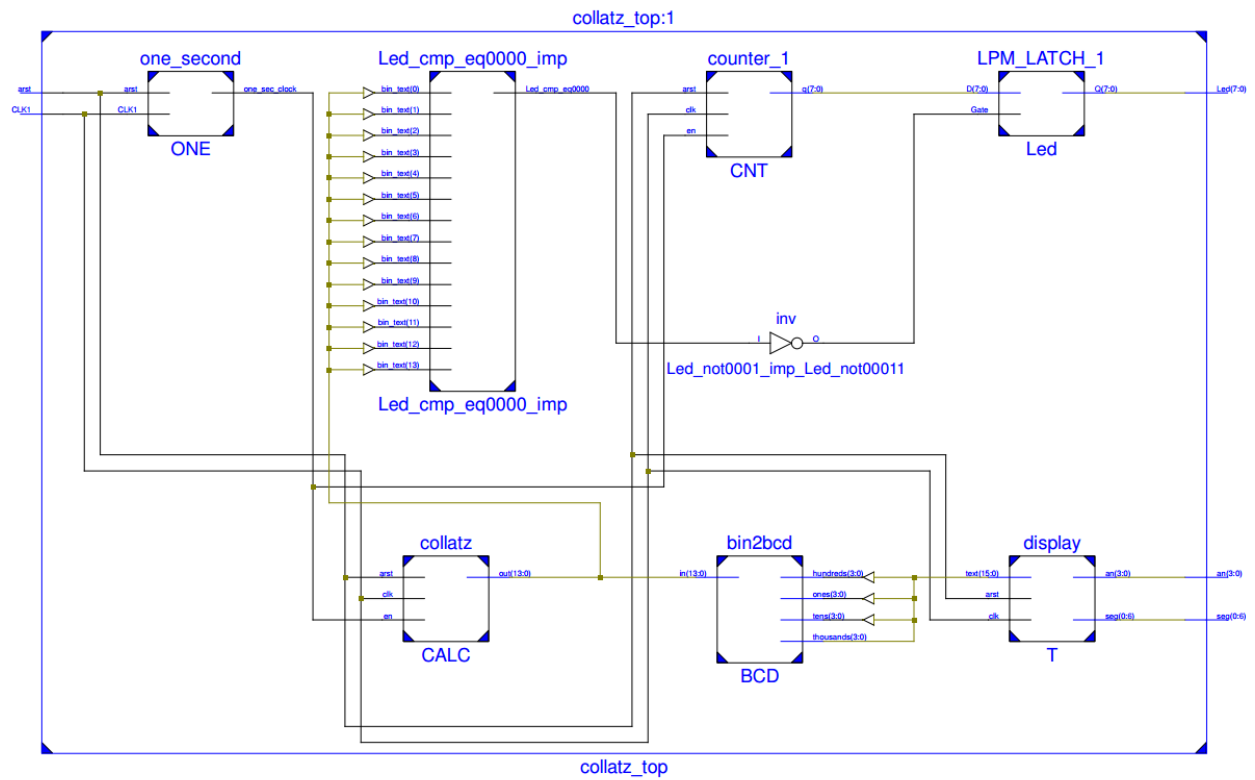 collatz_top:1
one_second
arst
arst
CLK1
CLK1
one_sec_clock
ONE
Led_cmp_eq0000_imp
bin_text(0)
bin_text(1)
bin_text(2)
bin_text(3)
bin_text(4)
bin_text(5)
bin_text(6)
bin_text(7)
bin_text(8)
bin_text(9)
bin_text(10)
bin_text(11)
bin_text(12)
bin_text(13)
Led_cmp_eq0000
Led_cmp_eq0000_imp
counter_1
arst
clk
en
q(7:0)
CNT
LPM_LATCH_1
D(7:0)
Gate
Q(7:0)
Led(7:0)
Led
inv
I
O
Led_not0001_imp_Led_not00011
collatz
arst
clk
en
out(13:0)
CALC
bin2bcd
in(13:0)
hundreds(3:0)
ones(3:0)
tens(3:0)
thousands(3:0)
BCD
display
text(15:0)
arst
clk
an(3:0)
an(3:0)
seg(0:6)
seg(0:6)
T
collatz_top